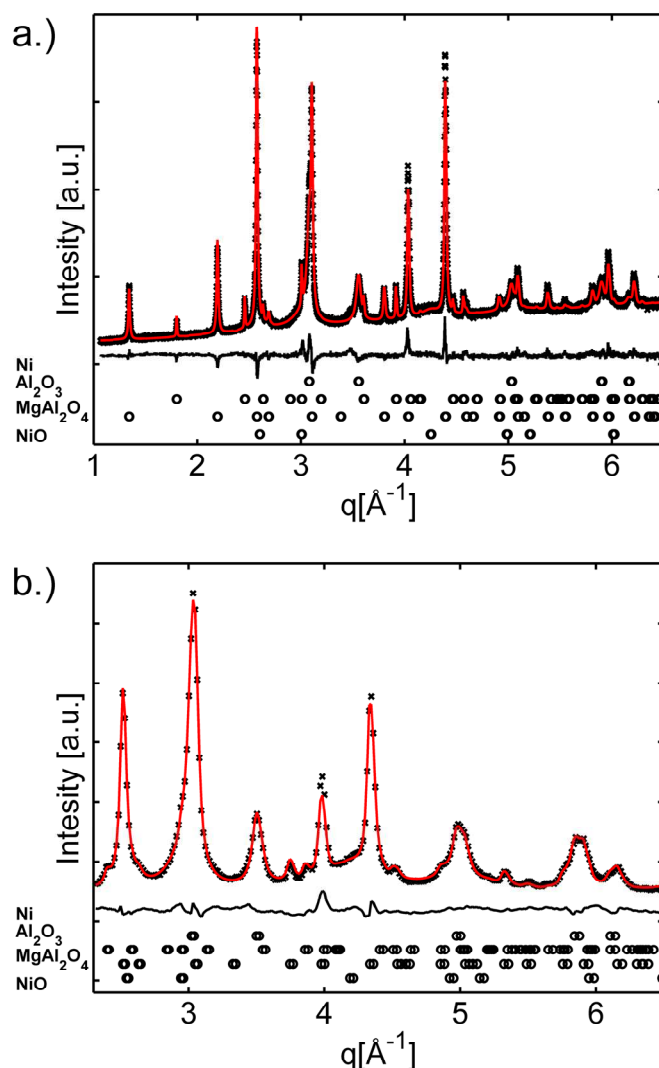 a.)
Intesity [a.u.]
Ni
Al2O3
MgAl2O4
NiO
1 2 3 4 5 6
q[Å-1]
b.)
Intesity [a.u.]
Ni
Al2O3
MgAl2O4
NiO
3 4 5 6
q[Å-1]